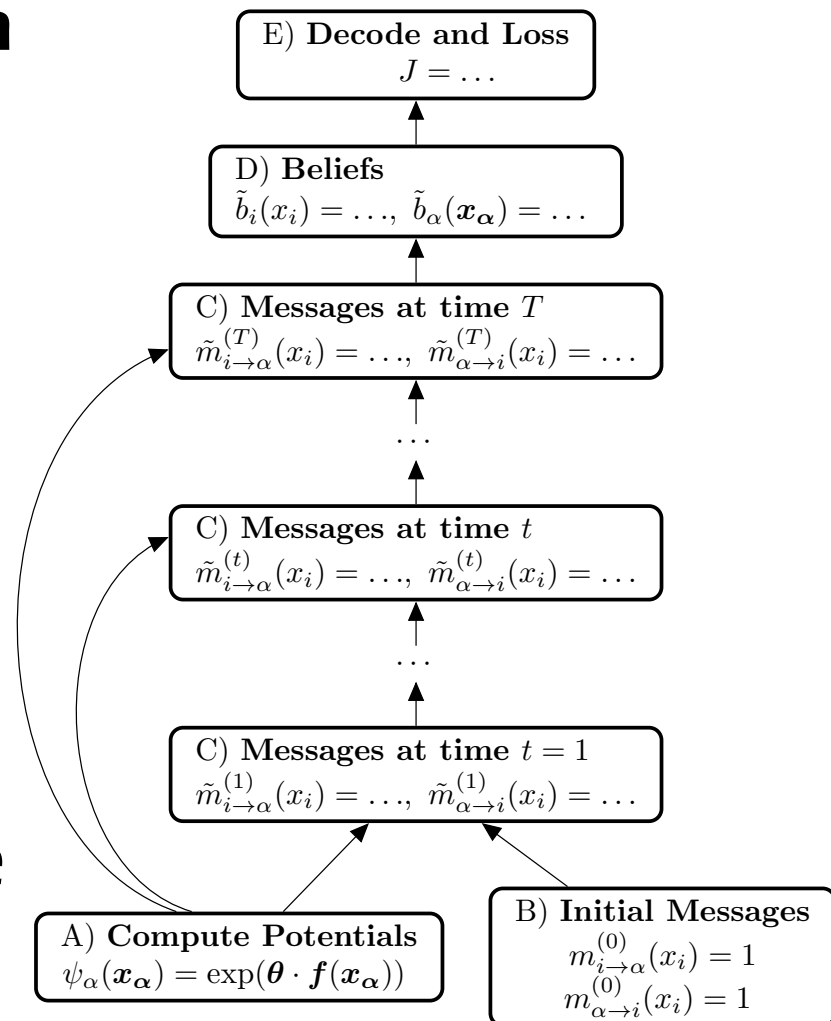 n
E) Decode and Loss
J = …
D) Beliefs
b̃_i(x_i) = …, b̃_α(x_α) = …
C) Messages at time T
m̃_{i→α}^{(T)}(x_i) = …, m̃_{α→i}^{(T)}(x_i) = …
…
C) Messages at time t
m̃_{i→α}^{(t)}(x_i) = …, m̃_{α→i}^{(t)}(x_i) = …
…
C) Messages at time t = 1
m̃_{i→α}^{(1)}(x_i) = …, m̃_{α→i}^{(1)}(x_i) = …
A) Compute Potentials
ψ_α(x_α) = exp(θ · f(x_α))
B) Initial Messages
m_{i→α}^{(0)}(x_i) = 1
m_{α→i}^{(0)}(x_i) = 1